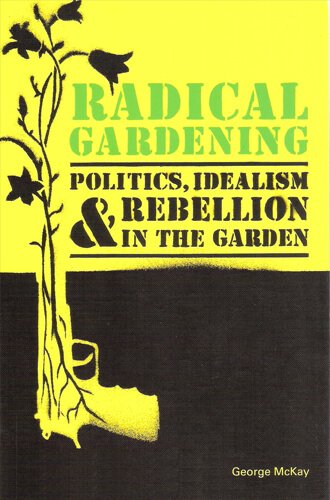 RADICAL
GARDENING
POLITICS, IDEALISM
& REBELLION
IN THE GARDEN
George McKay